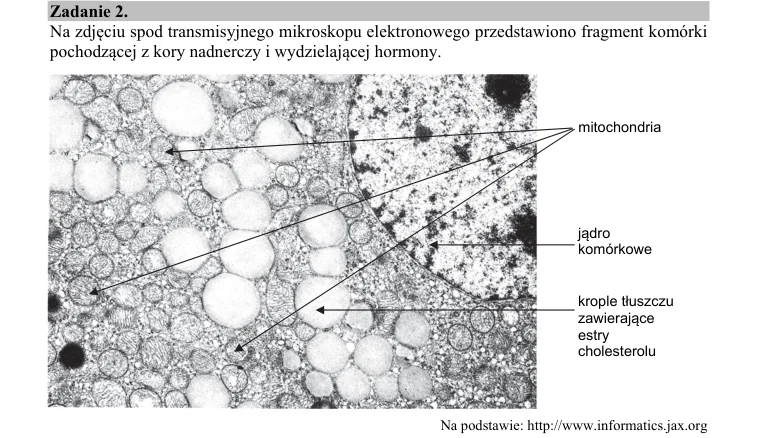 Zadanie 2.
Na zdjęciu spod transmisyjnego mikroskopu elektronowego przedstawiono fragment komórki
pochodzącej z kory nadnerczy i wydzielającej hormony.
mitochondria
jądro
komórkowe
krople tłuszczu
zawierające
estry
cholesterolu
Na podstawie: http://www.informatics.jax.org